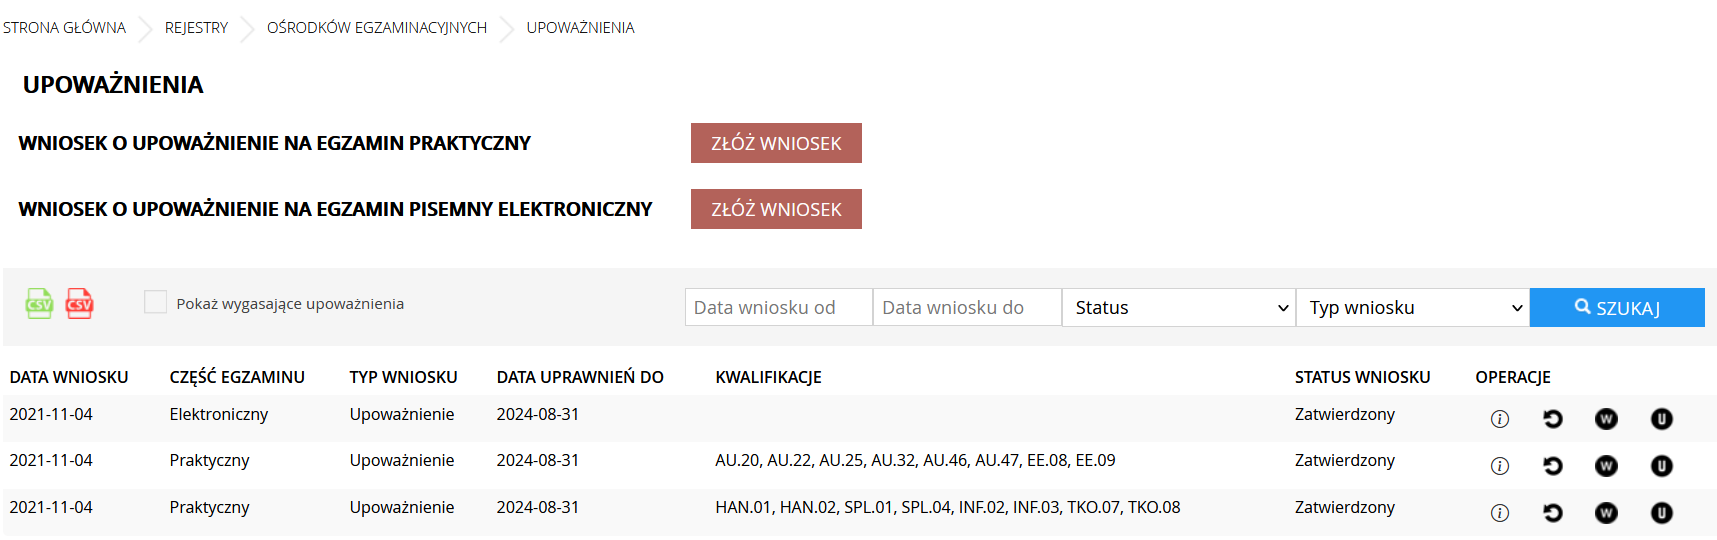 STRONA GŁÓWNA REJESTRY OŚRODKÓW EGZAMINACYJNYCH UPOWAŻNIENIA
UPOWAŻNIENIA
WNIOSEK O UPOWAŻNIENIE NA EGZAMIN PRAKTYCZNY ZŁÓŻ WNIOSEK
WNIOSEK O UPOWAŻNIENIE NA EGZAMIN PISEMNY ELEKTRONICZNY ZŁÓŻ WNIOSEK
CSV CSV Pokaż wygasające upoważnienia Data wniosku od Data wniosku do Status Typ wniosku SZUKAJ
DATA WNIOSKU CZĘŚĆ EGZAMINU TYP WNIOSKU DATA UPRAWNIEŃ DO KWALIFIKACJE STATUS WNIOSKU OPERACJE
2021-11-04 Elektroniczny Upoważnienie 2024-08-31 Zatwierdzony i W U
2021-11-04 Praktyczny Upoważnienie 2024-08-31 AU.20, AU.22, AU.25, AU.32, AU.46, AU.47, EE.08, EE.09 Zatwierdzony i W U
2021-11-04 Praktyczny Upoważnienie 2024-08-31 HAN.01, HAN.02, SPL.01, SPL.04, INF.02, INF.03, TKO.07, TKO.08 Zatwierdzony i W U